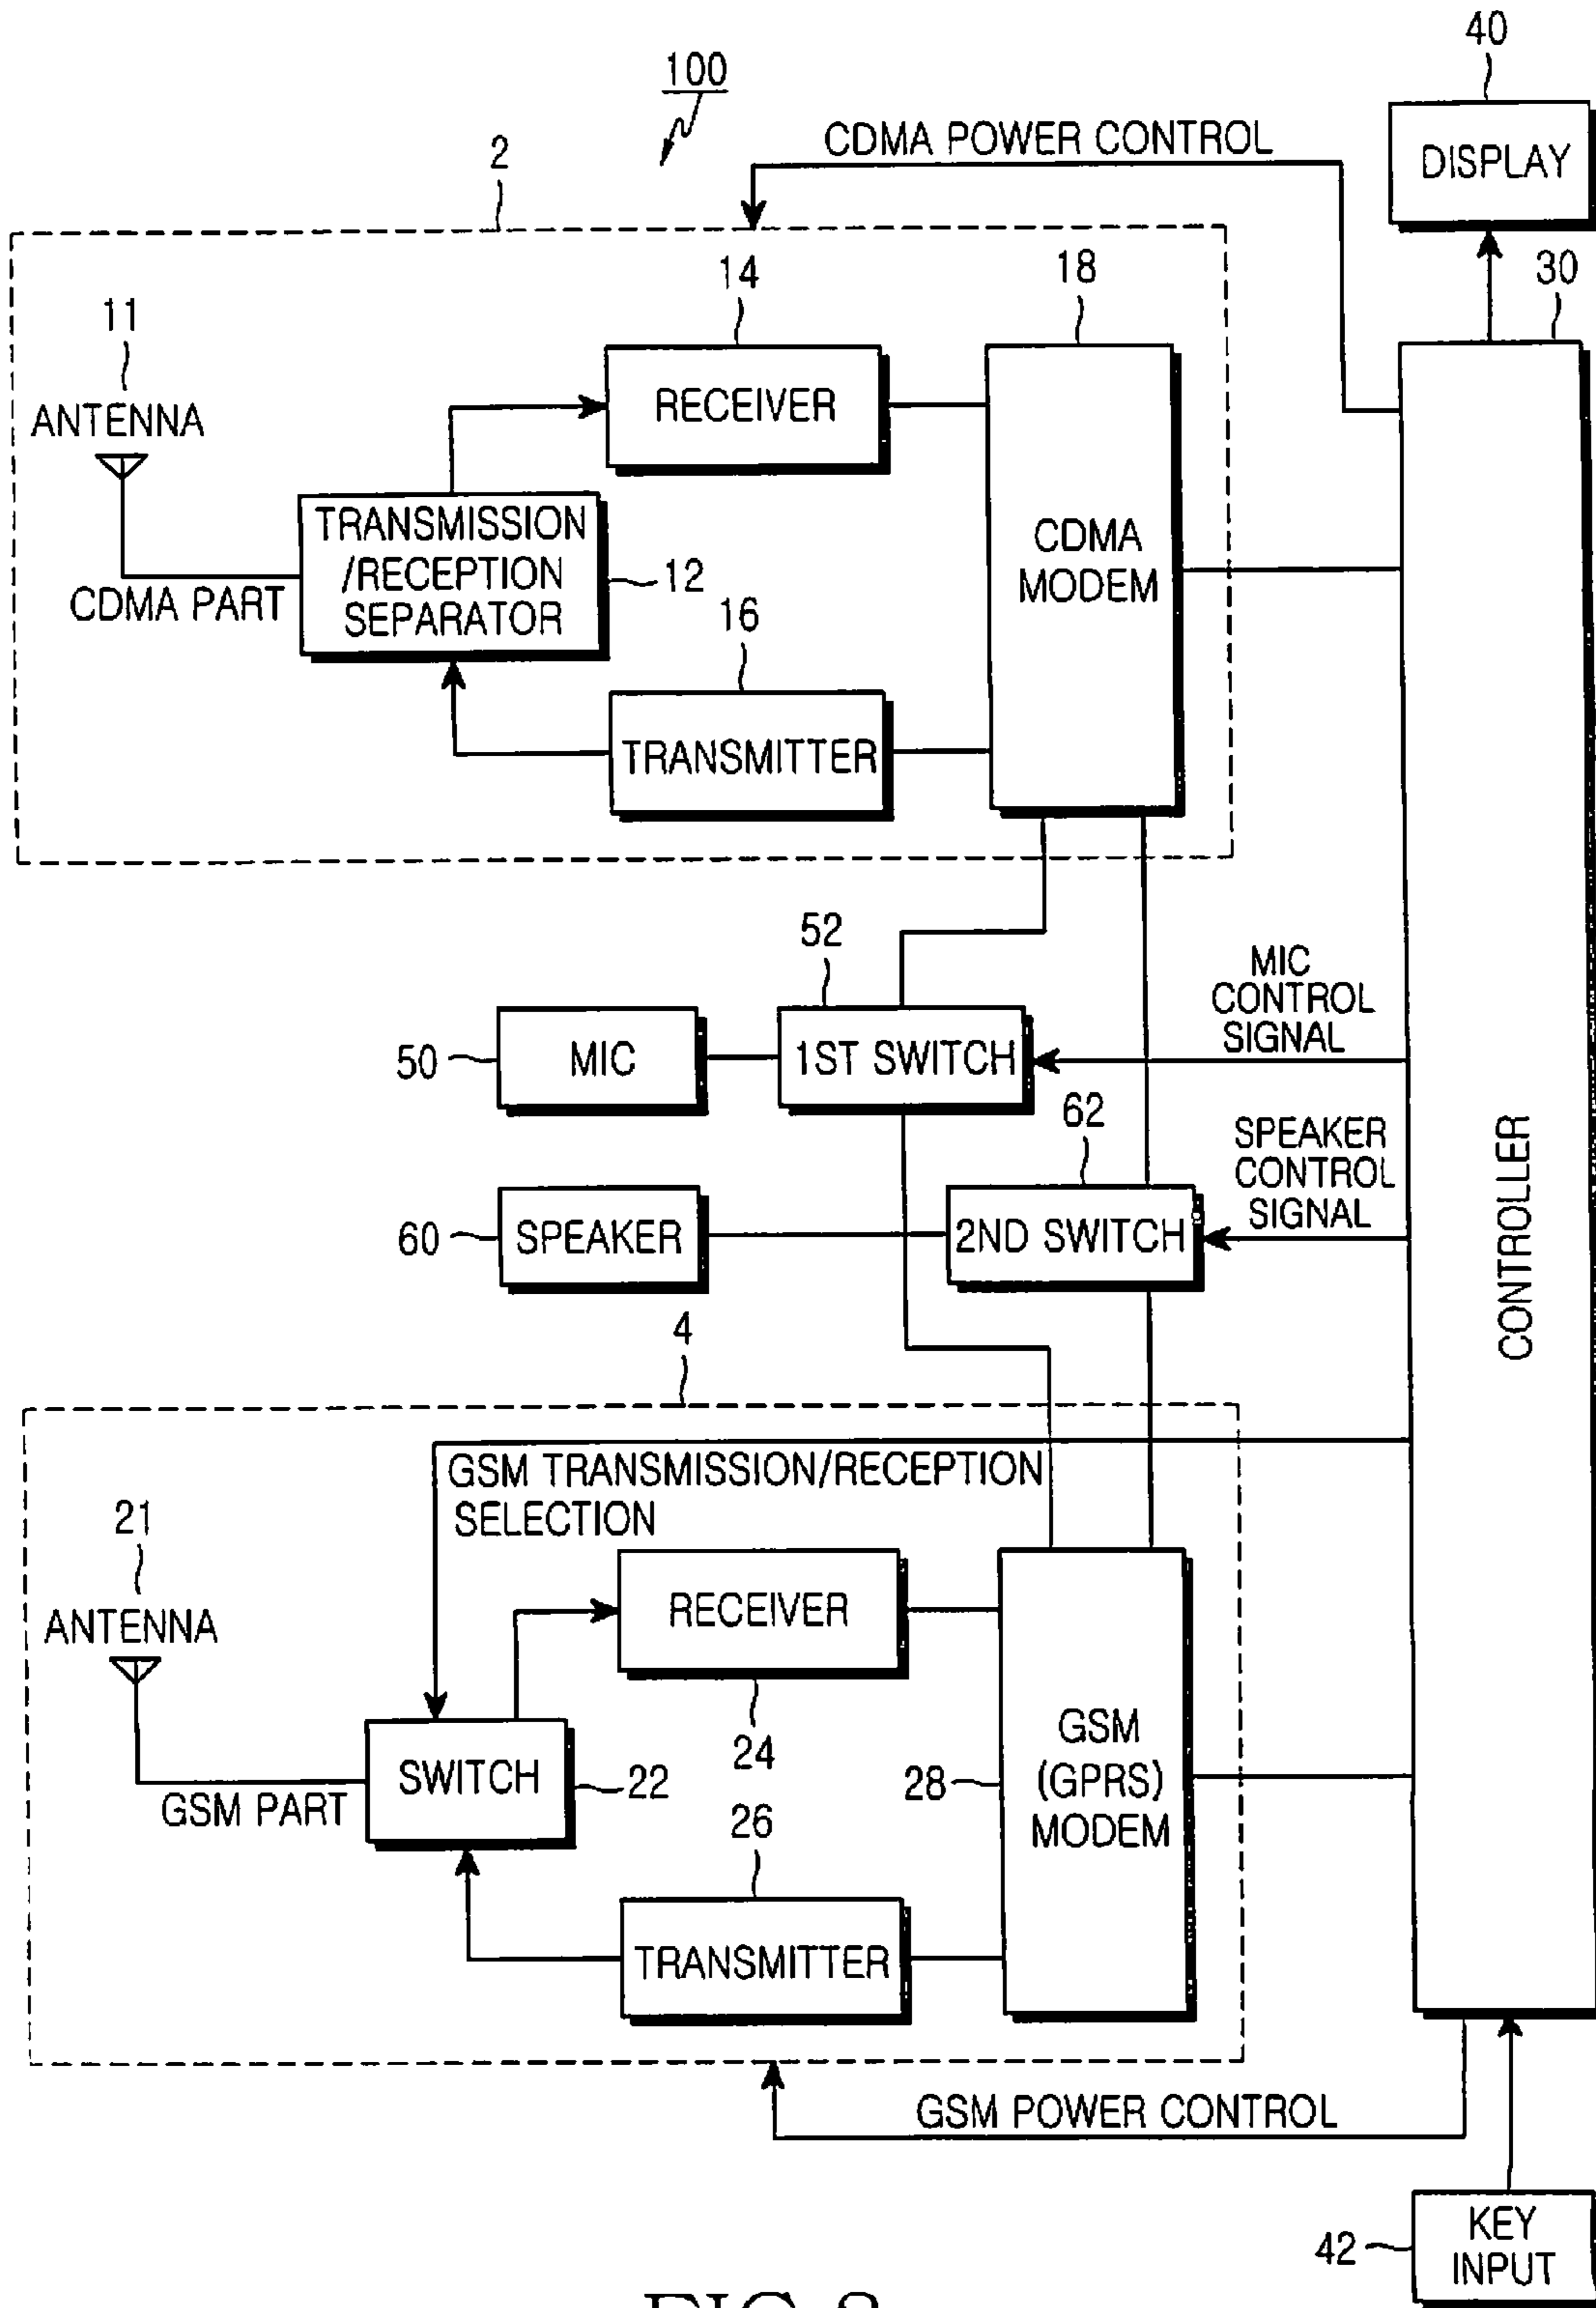 40
100
CDMA POWER CONTROL
DISPLAY
2
30
14
18
11
ANTENNA
RECEIVER
TRANSMISSION
/RECEPTION
SEPARATOR
12
CDMA PART
CDMA
MODEM
16
TRANSMITTER
52
MIC
CONTROL
SIGNAL
50
MIC
1ST SWITCH
62
SPEAKER
CONTROL
SIGNAL
CONTROLLER
60
SPEAKER
2ND SWITCH
4
GSM TRANSMISSION/RECEPTION
SELECTION
21
ANTENNA
RECEIVER
24
SWITCH
22
GSM PART
28
GSM
(GPRS)
MODEM
26
TRANSMITTER
GSM POWER CONTROL
42
KEY
INPUT